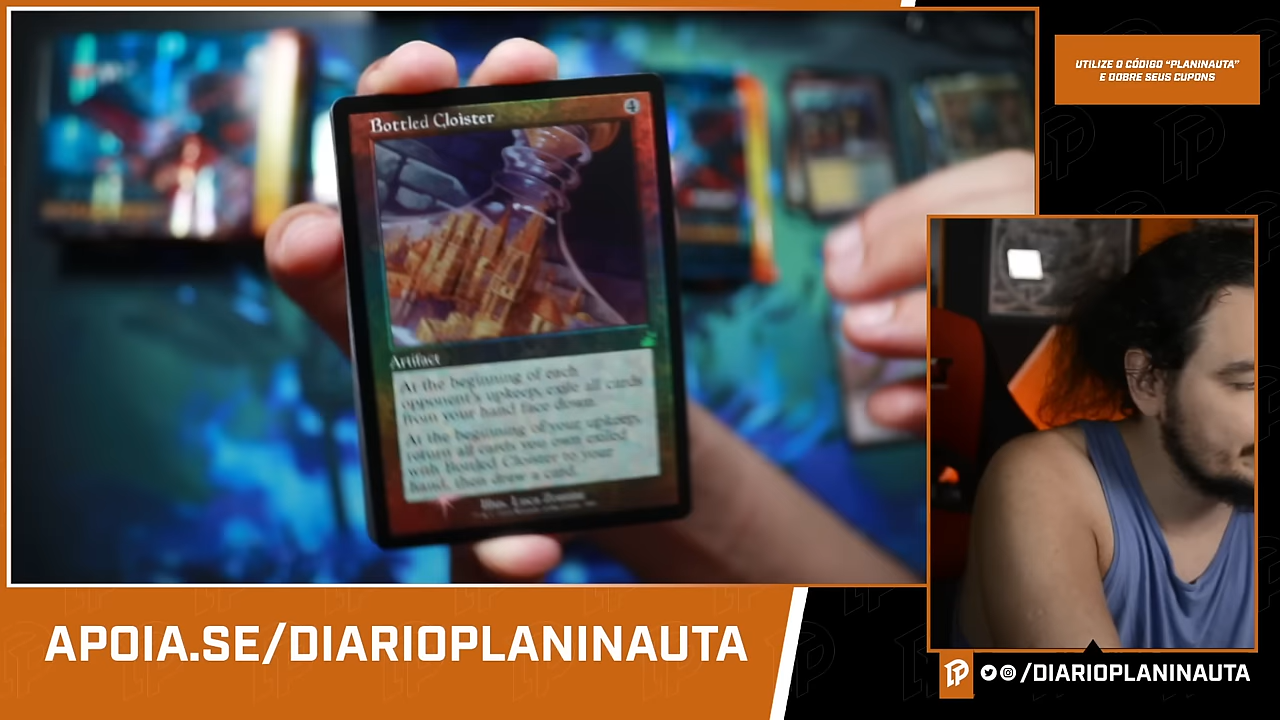 UTILIZE O CÓDIGO “PLANINAUTA”
E DOBRE SEUS CUPONS
Bottled Cloister
4
Artifact
At the beginning of each
opponent's upkeep, exile all cards
from your hand face down.
At the beginning of your upkeep,
return all cards you own exiled
with Bottled Cloister to your
hand, then draw a card.
APOIA.SE/DIARIOPLANINAUTA
/DIARIOPLANINAUTA